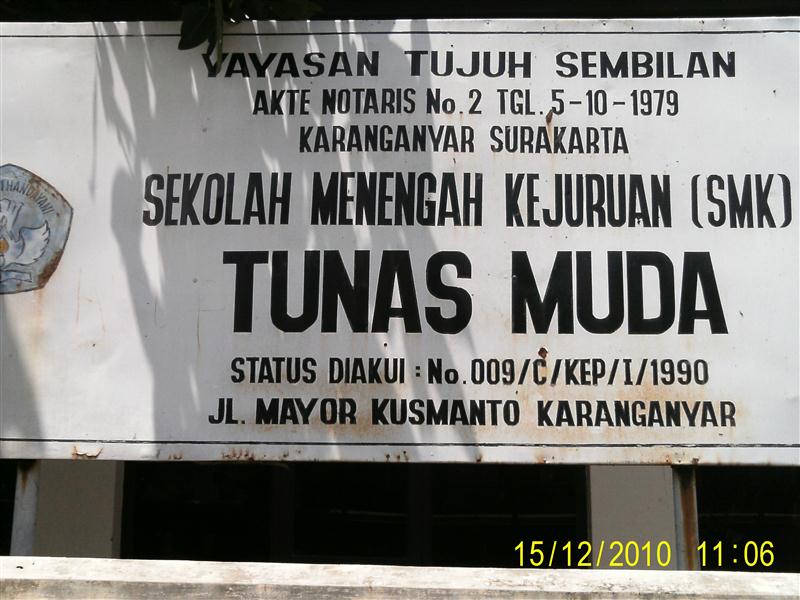 YAYASAN TUJUH SEMBILAN
AKTE NOTARIS No. 2 TGL. 5-10-1979
KARANGANYAR SURAKARTA
SEKOLAH MENENGAH KEJURUAN (SMK)
TUNAS MUDA
STATUS DIAKUI : No. 009/C/KEP/I/1990
JL. MAYOR KUSMANTO KARANGANYAR
15/12/2010 11:06